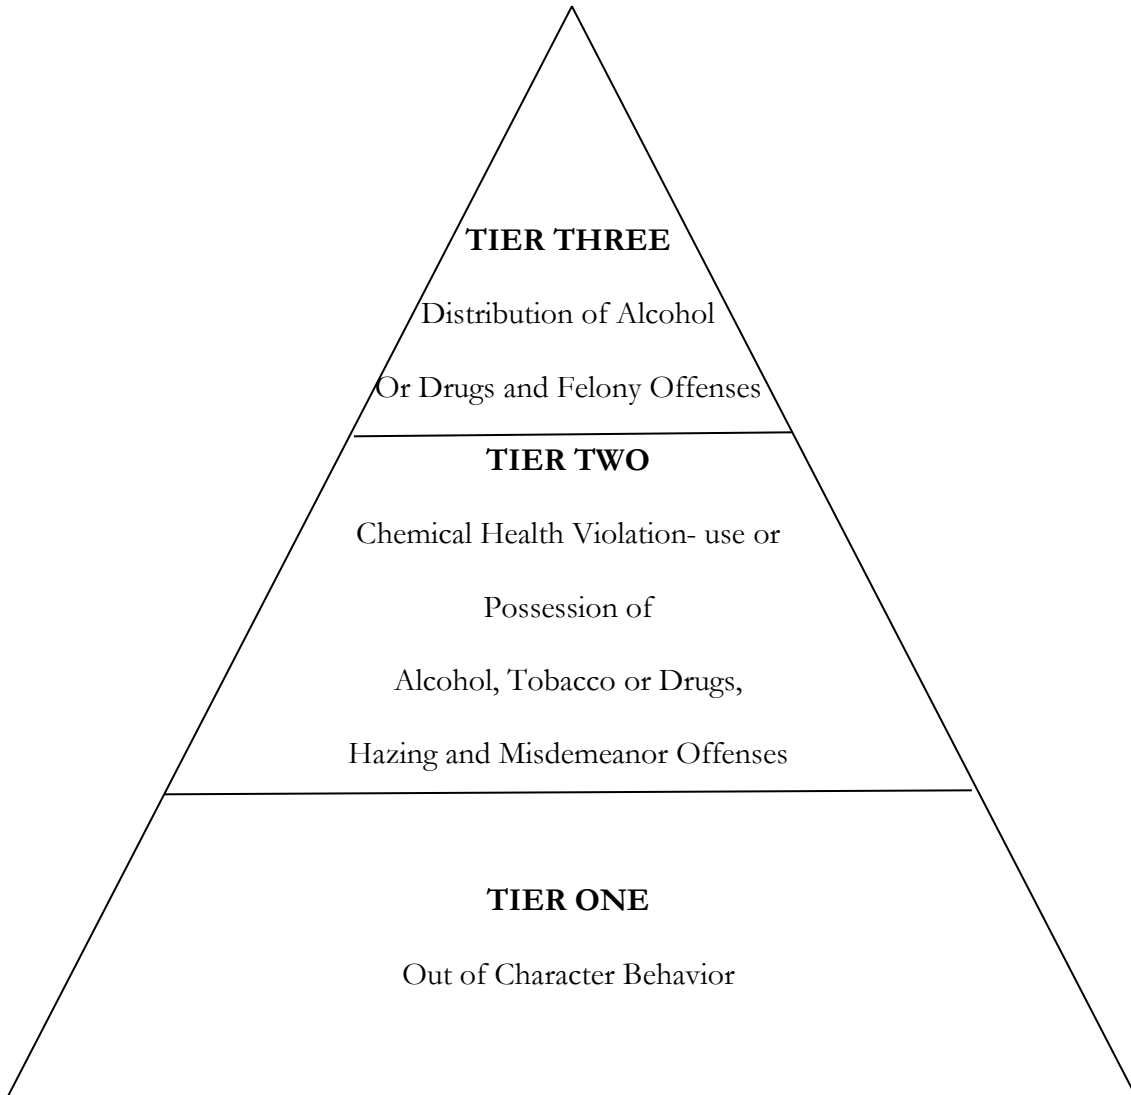 TIER THREE
Distribution of Alcohol
Or Drugs and Felony Offenses
TIER TWO
Chemical Health Violation- use or
Possession of
Alcohol, Tobacco or Drugs,
Hazing and Misdemeanor Offenses
TIER ONE
Out of Character Behavior